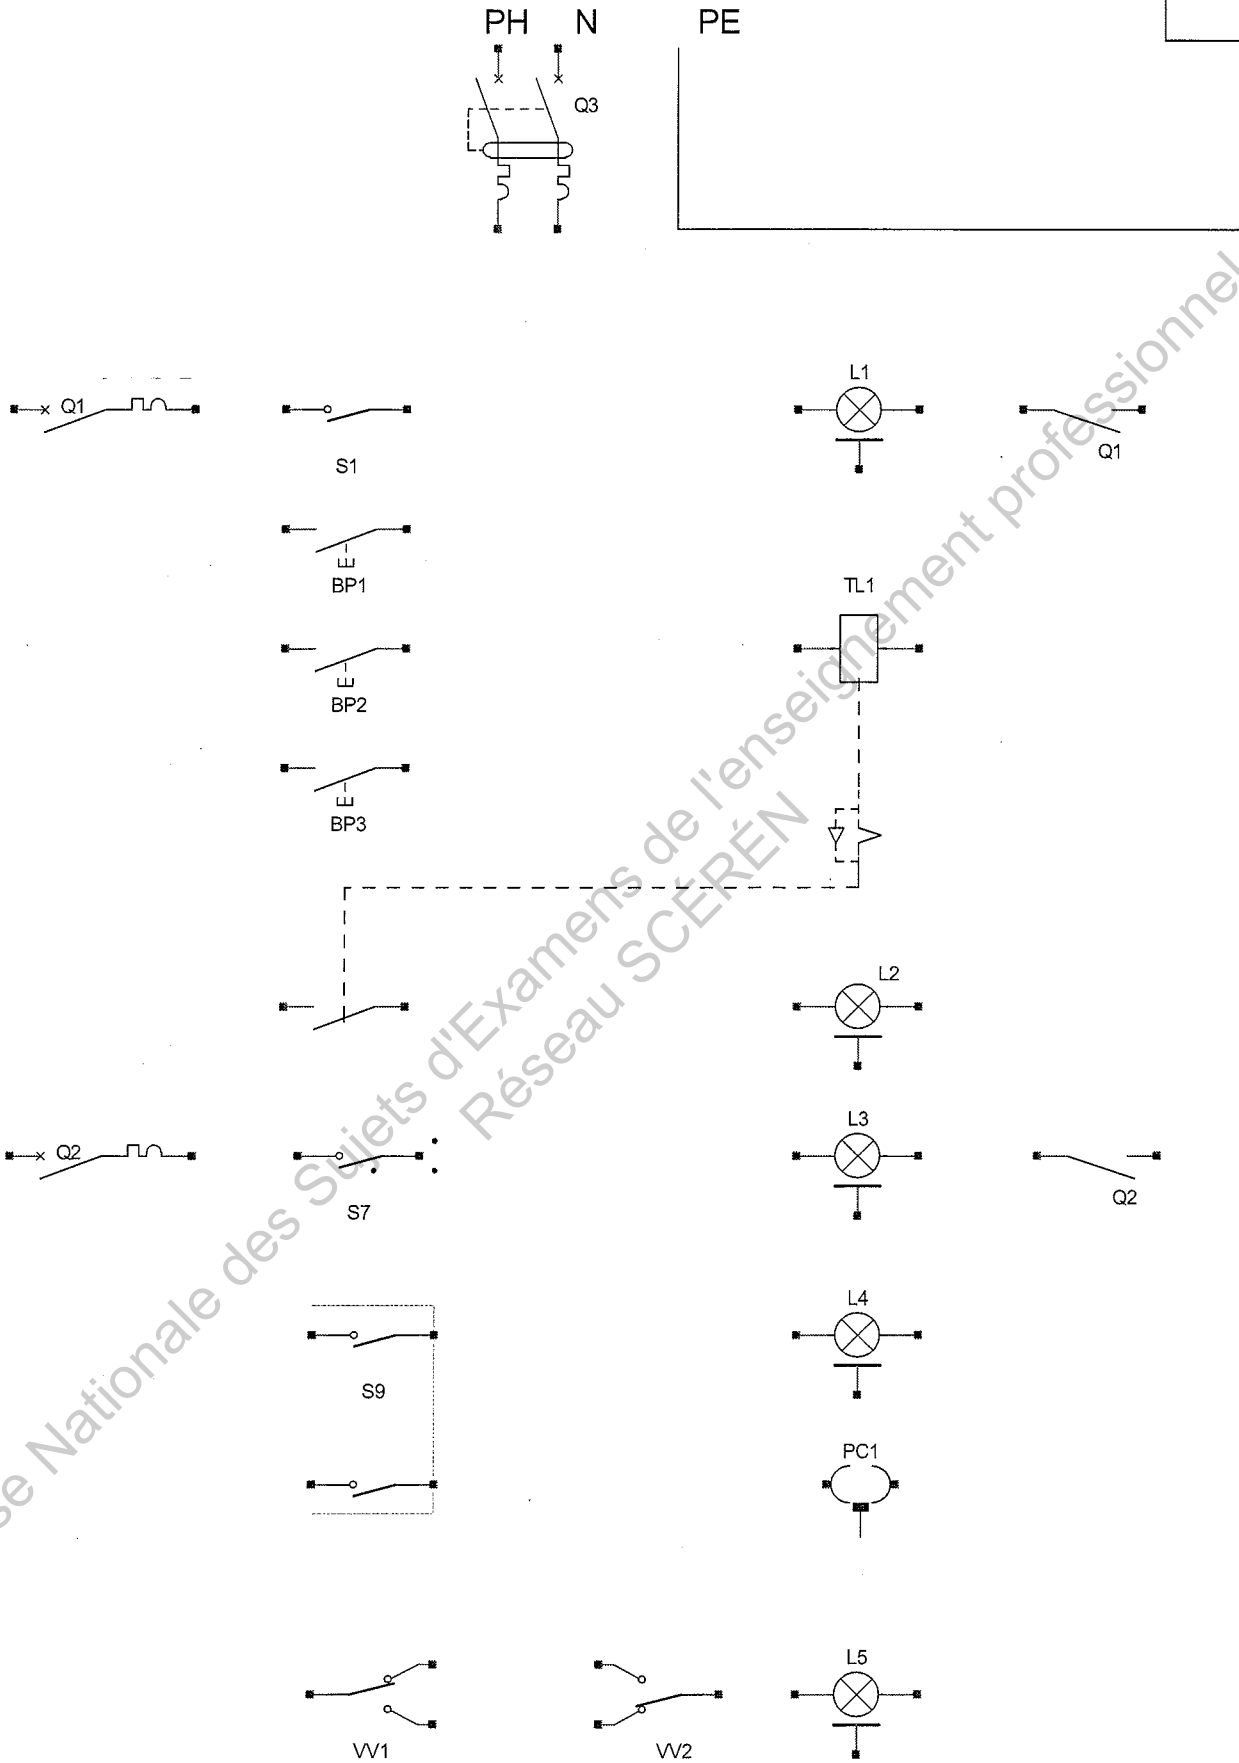 PH N PE
Q3
L1
Q1
S1
Q1
BP1
TL1
BP2
BP3
L2
L3
Q2
S7
Q2
L4
S9
PC1
L5
VV1
VV2
se Nationale des Sujets d'Examens de l'enseignement professionnel
Réseau SCÉRÉN